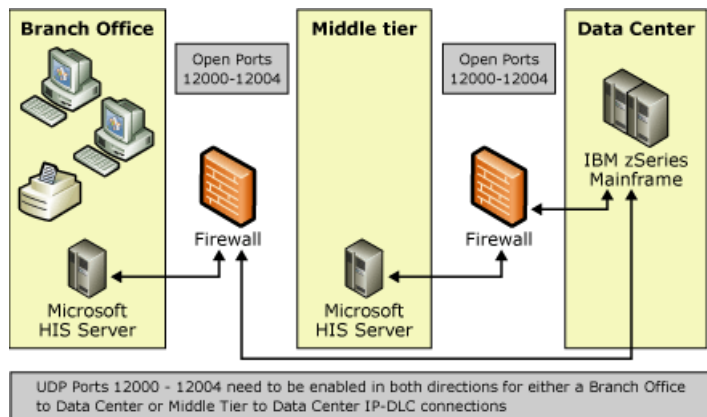 Branch Office
Middle tier
Data Center
Open Ports
12000-12004
Open Ports
12000-12004
IBM zSeries
Mainframe
Firewall
Firewall
Microsoft
HIS Server
Microsoft
HIS Server
UDP Ports 12000 - 12004 need to be enabled in both directions for either a Branch Office
to Data Center or Middle Tier to Data Center IP-DLC connections